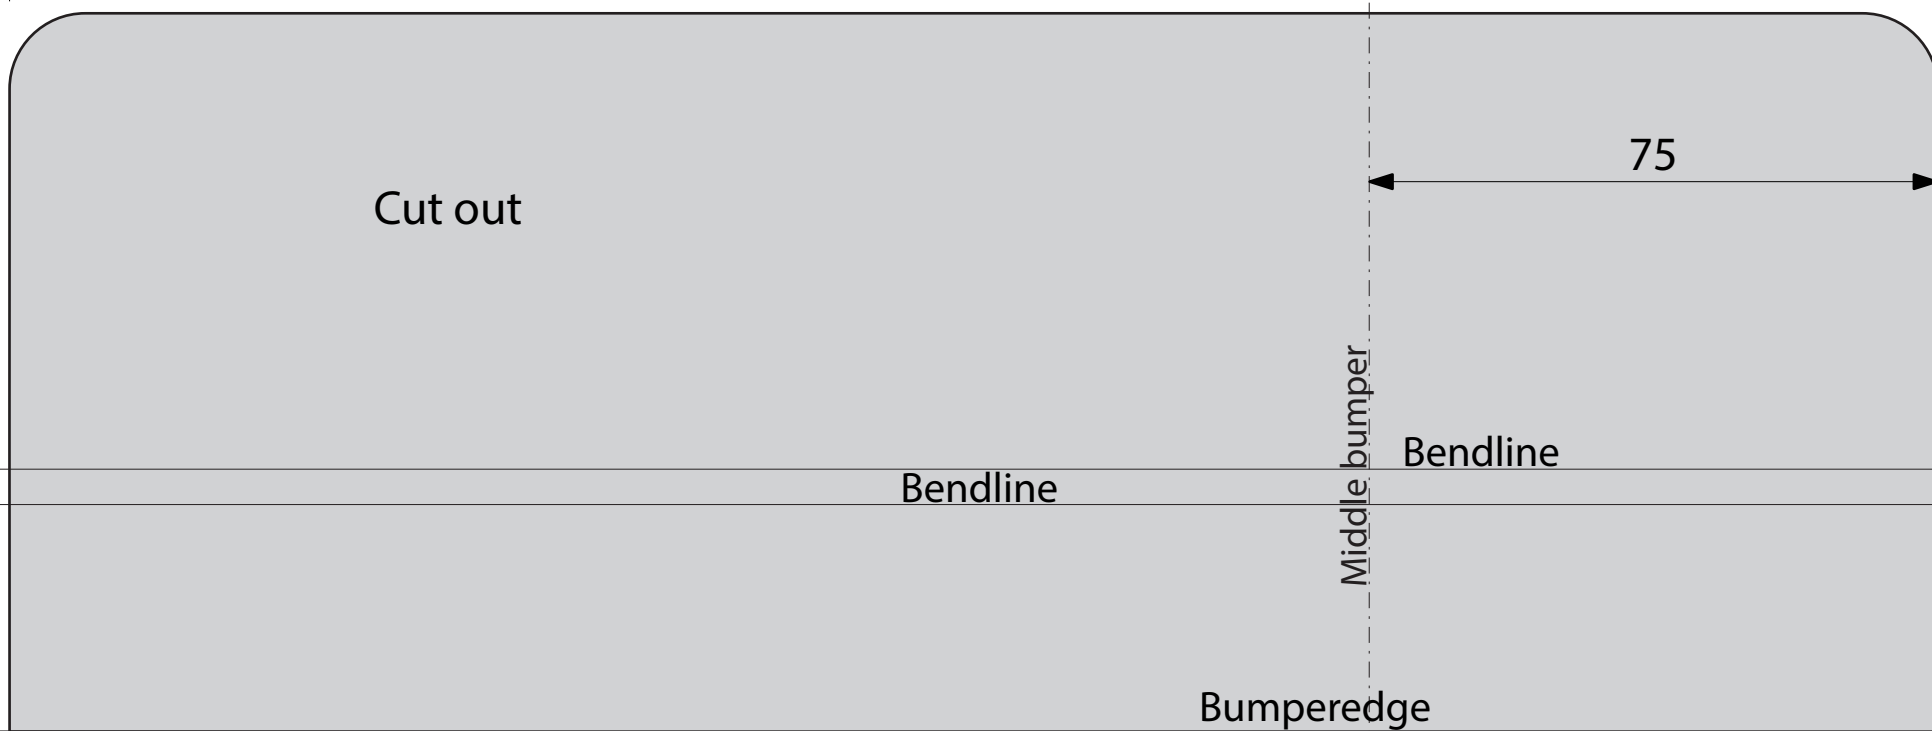 75
Cut out
Middle bumper
Bendline
Bendline
Bumperedge